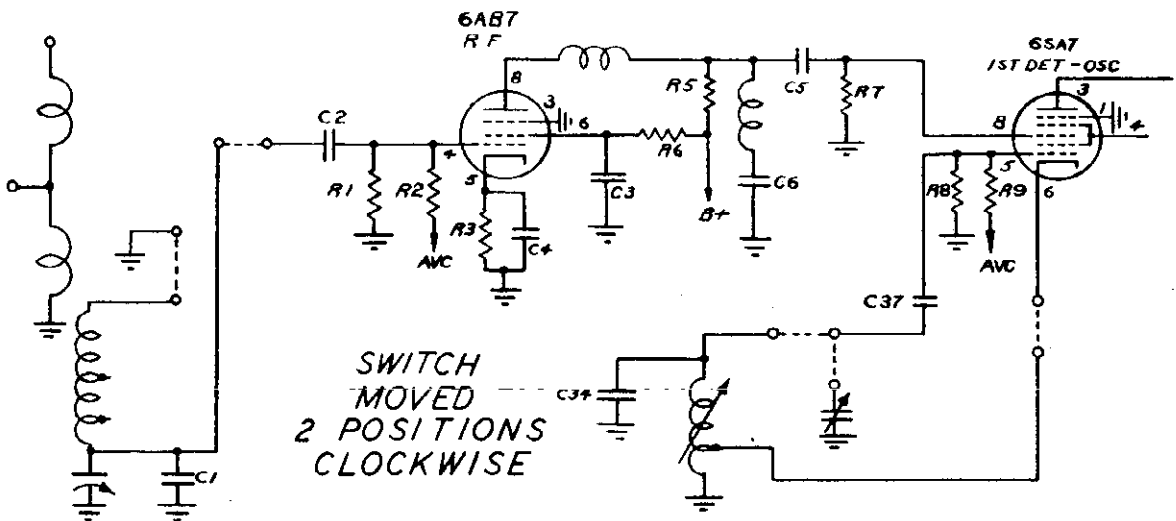 6AB7
RF
6SA7
1ST DET-OSC
8
3
6
4
5
C2
R1
R2
AVC
R3
C4
C3
R6
R5
B+
C5
R7
C6
3
1
4
8
5
6
R8
R9
AVC
C37
C34
C1
SWITCH
MOVED
2 POSITIONS
CLOCKWISE